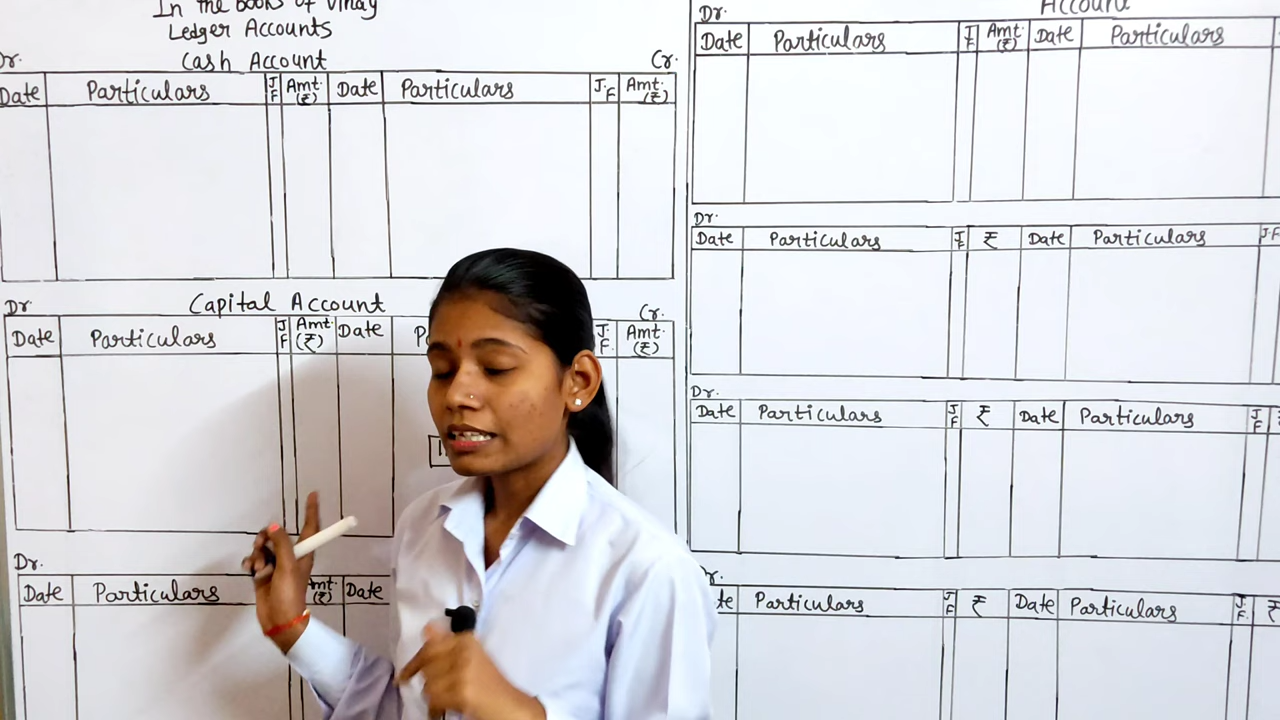 In the books of Vinay
Ledger Accounts
Dr. Cash Account Cr.
Date Particulars J F Amt. (₹) Date Particulars J.F Amt. (₹)
Dr Capital Account Cr.
Date Particulars J F Amt. (₹) Date J. F. Amt. (₹)
Dr.
Date Particulars Amt. (₹) Date
Dr. Account
Date Particulars J F Amt. (₹) Date Particulars
Dr.
Date Particulars J F ₹ Date Particulars J.F
Dr.
Date Particulars J F ₹ Date Particulars J F ₹
Dr.
Date Particulars J F ₹ Date Particulars J. F. ₹